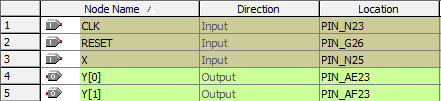 Node Name Direction Location
1 CLK Input PIN_N23
2 RESET Input PIN_G26
3 X Input PIN_N25
4 Y[0] Output PIN_AE23
5 Y[1] Output PIN_AF23